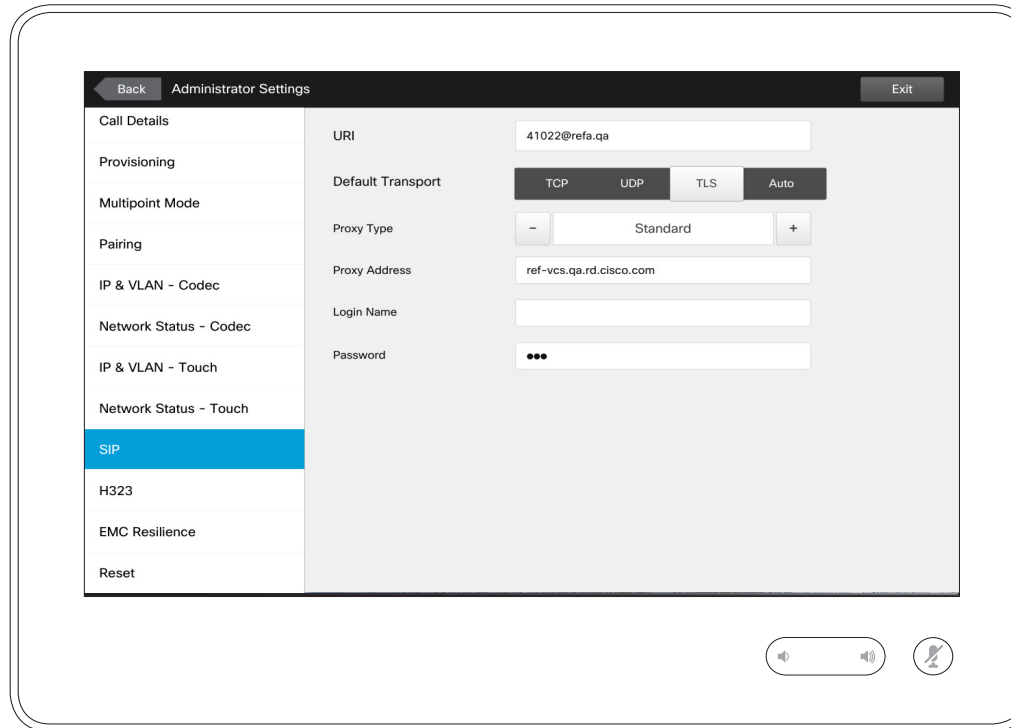 Back Administrator Settings Exit
Call Details
Provisioning
Multipoint Mode
Pairing
IP & VLAN - Codec
Network Status - Codec
IP & VLAN - Touch
Network Status - Touch
SIP
H323
EMC Resilience
Reset
URI 41022@refa.qa
Default Transport TCP UDP TLS Auto
Proxy Type - Standard +
Proxy Address ref-vcs.qa.rd.cisco.com
Login Name
Password •••